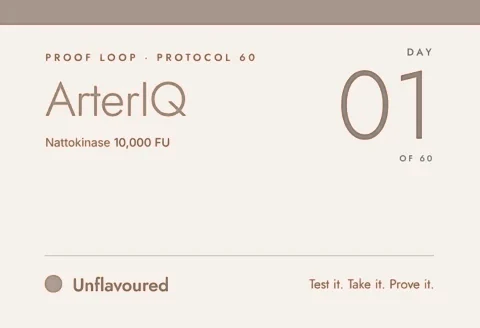 PROOF LOOP · PROTOCOL 60
ArterIQ
Nattokinase 10,000 FU
DAY
01
OF 60
Unflavoured
Test it. Take it. Prove it.